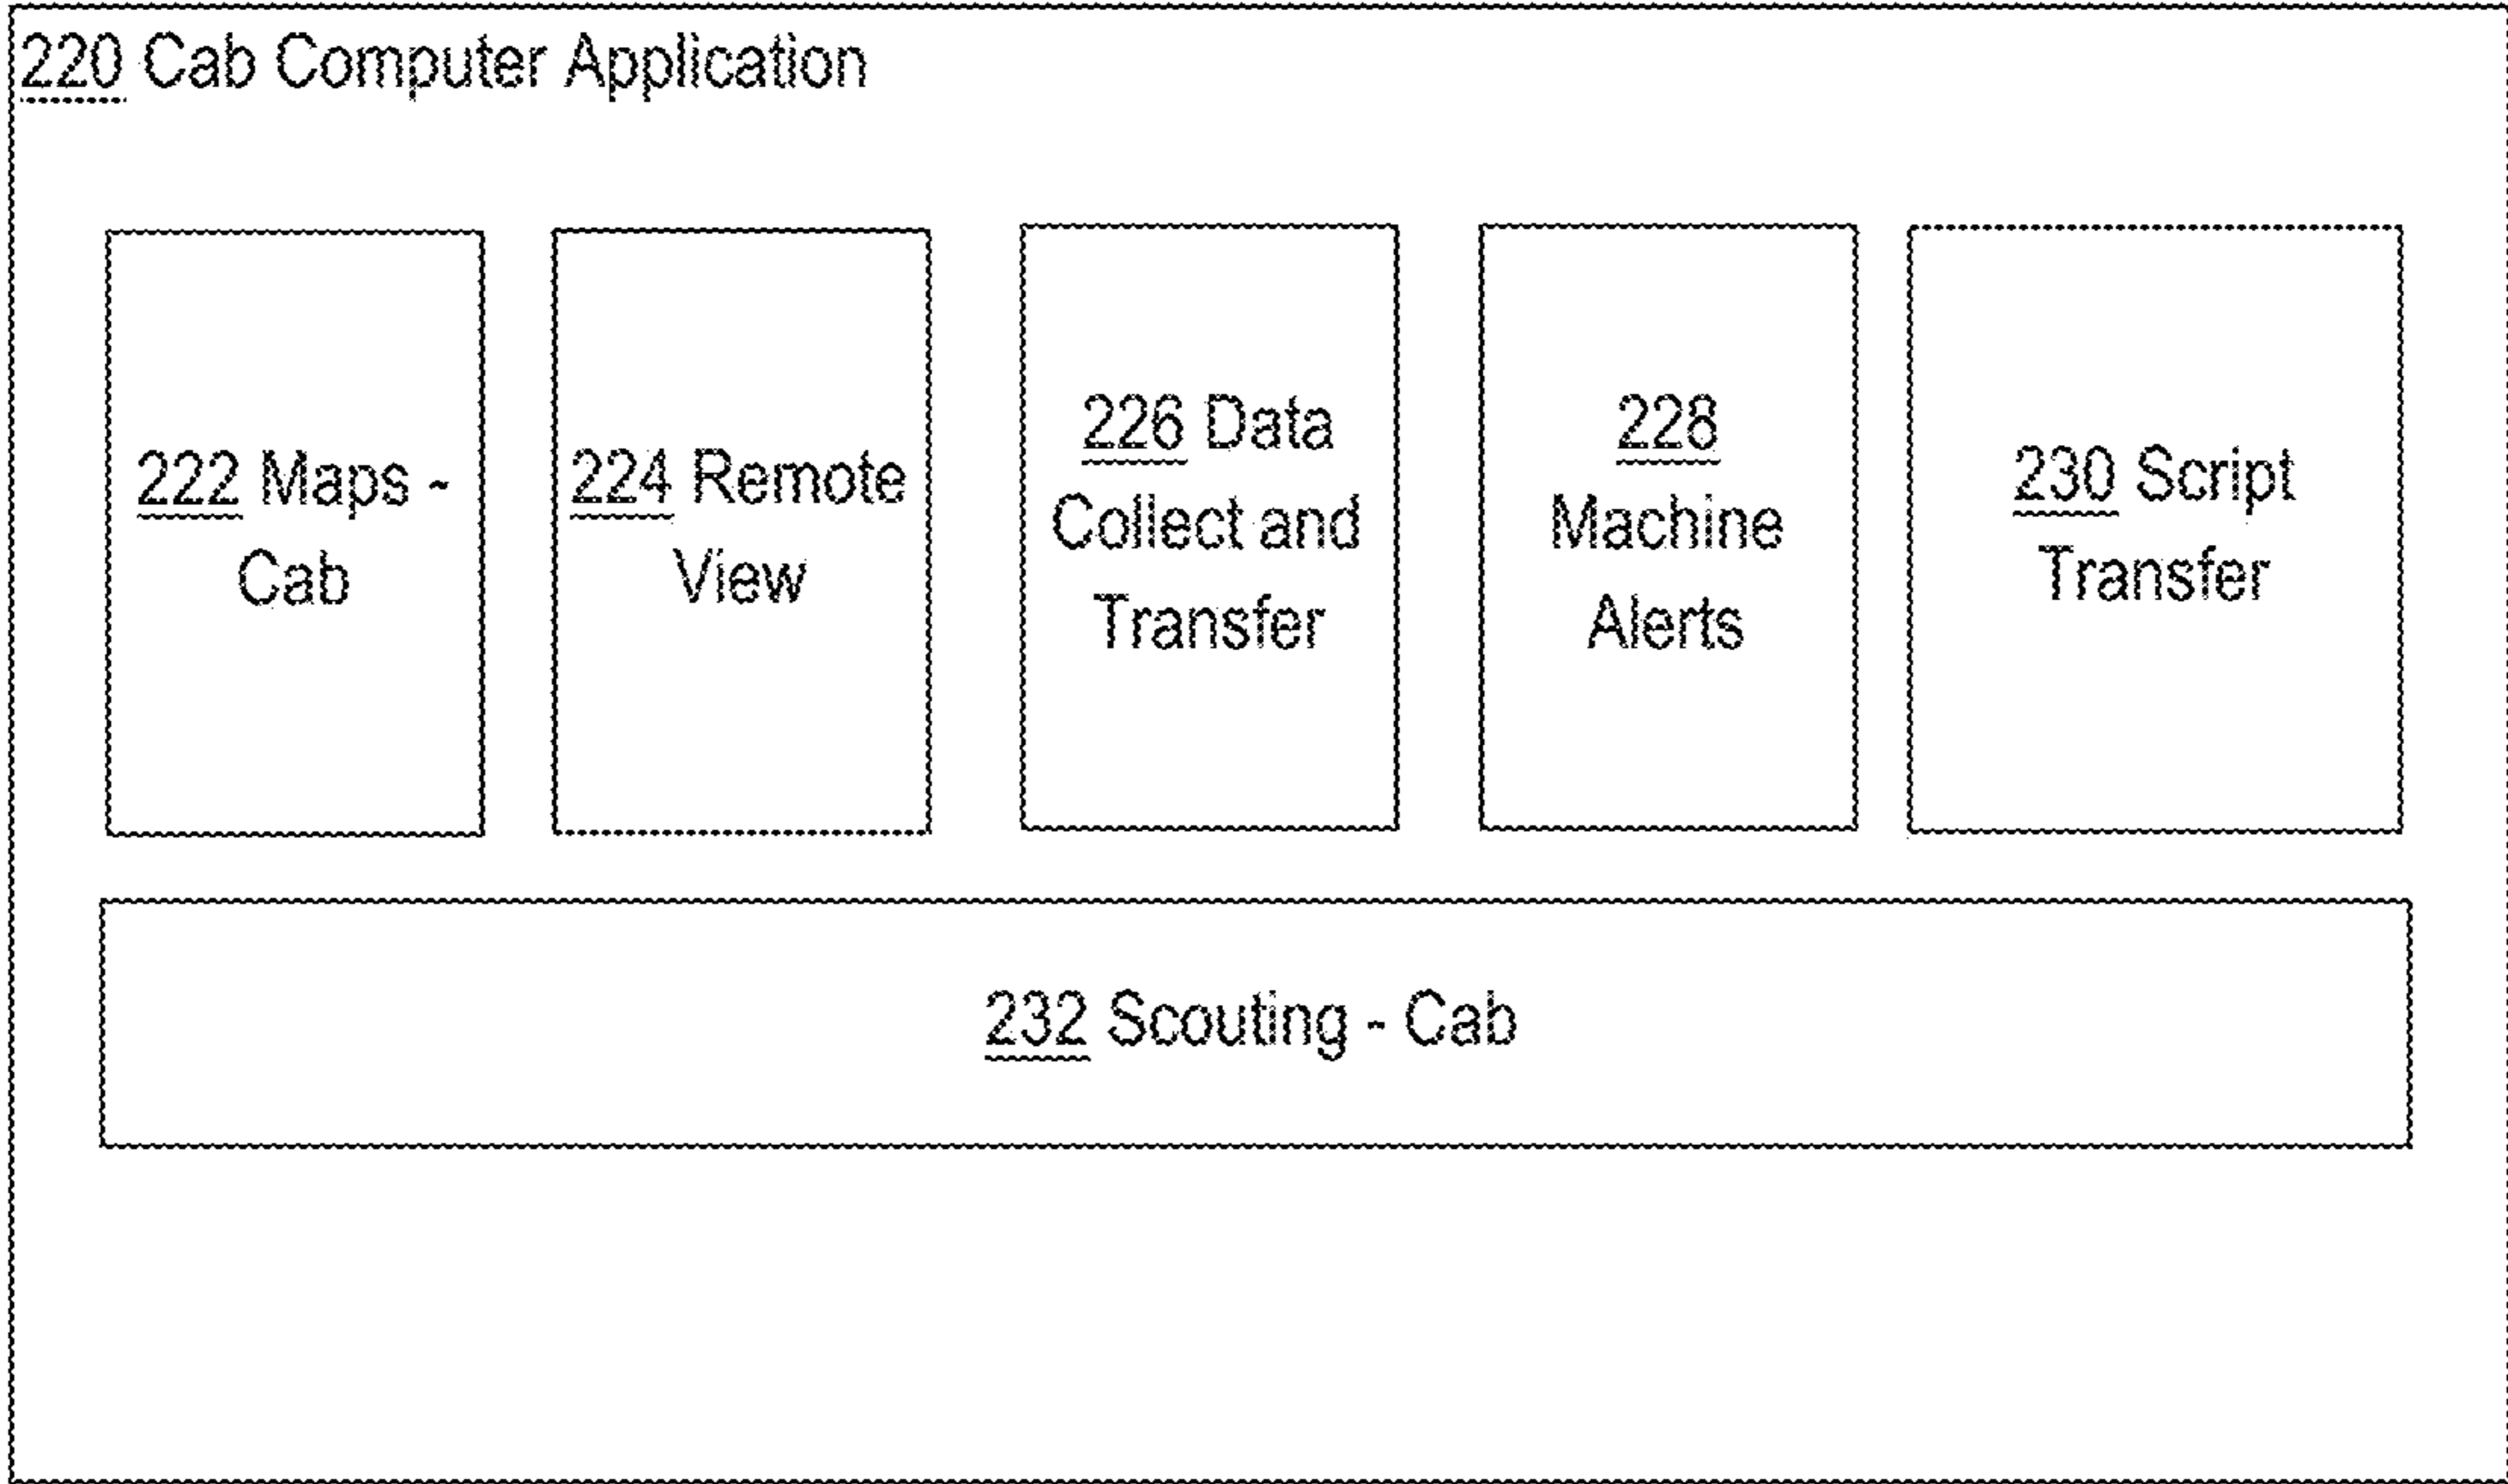 220 Cab Computer Application
222 Maps -
Cab
224 Remote
View
226 Data
Collect and
Transfer
228
Machine
Alerts
230 Script
Transfer
232 Scouting - Cab